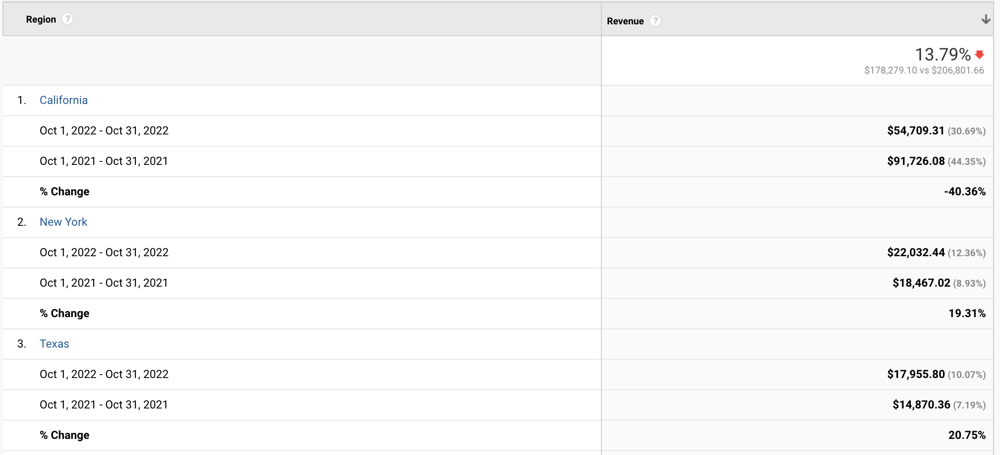 Region ? Revenue ?
13.79%
$178,279.10 vs $206,801.66
1. California
Oct 1, 2022 - Oct 31, 2022 $54,709.31 (30.69%)
Oct 1, 2021 - Oct 31, 2021 $91,726.08 (44.35%)
% Change -40.36%
2. New York
Oct 1, 2022 - Oct 31, 2022 $22,032.44 (12.36%)
Oct 1, 2021 - Oct 31, 2021 $18,467.02 (8.93%)
% Change 19.31%
3. Texas
Oct 1, 2022 - Oct 31, 2022 $17,955.80 (10.07%)
Oct 1, 2021 - Oct 31, 2021 $14,870.36 (7.19%)
% Change 20.75%